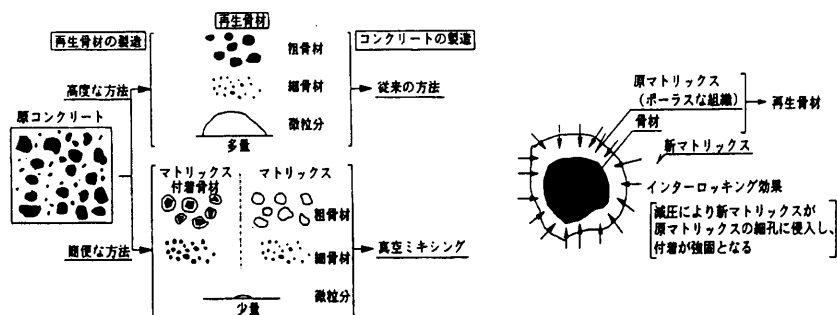 再生骨材の製造
再生骨材
コンクリートの製造
高度な方法
原コンクリート
粗骨材
細骨材
微粒分
多量
従来の方法
簡便な方法
マトリックス
付着骨材
マトリックス
粗骨材
細骨材
微粒分
少量
真空ミキシング
原マトリックス
(ポーラスな組織)
骨材
再生骨材
新マトリックス
インターロッキング効果
減圧により新マトリックスが
原マトリックスの細孔に侵入し、
付着が強固となる